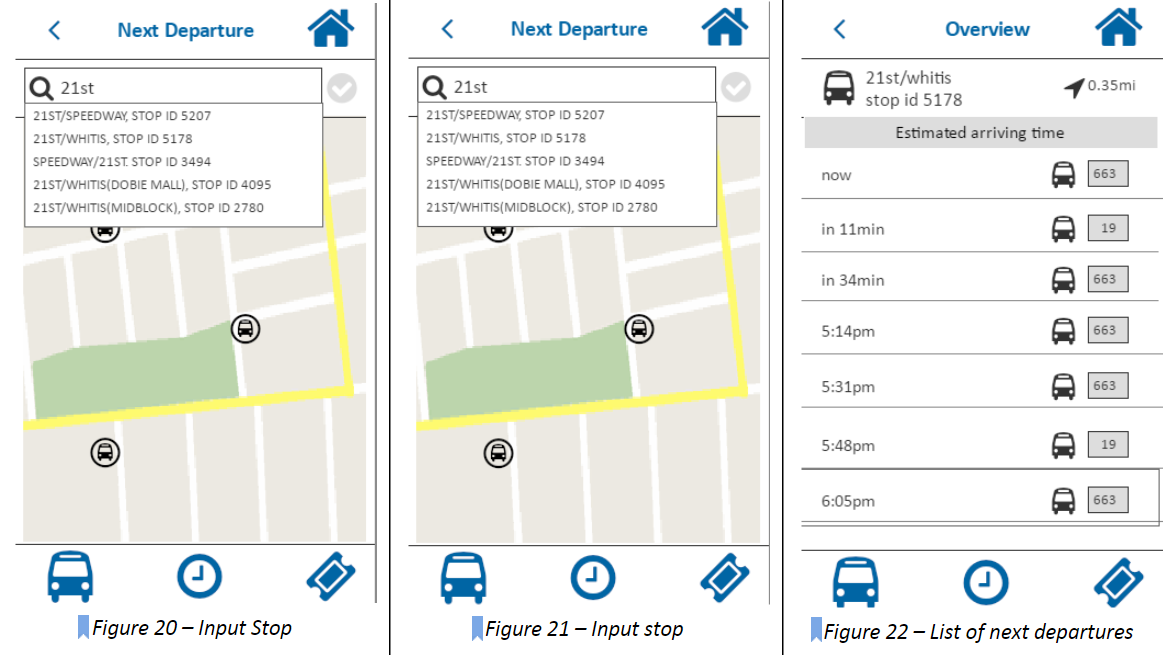 Next Departure
21st
21ST/SPEEDWAY, STOP ID 5207
21ST/WHITIS, STOP ID 5178
SPEEDWAY/21ST. STOP ID 3494
21ST/WHITIS(DOBIE MALL), STOP ID 4095
21ST/WHITIS(MIDBLOCK), STOP ID 2780
Figure 20 – Input Stop
Next Departure
21st
21ST/SPEEDWAY, STOP ID 5207
21ST/WHITIS, STOP ID 5178
SPEEDWAY/21ST. STOP ID 3494
21ST/WHITIS(DOBIE MALL), STOP ID 4095
21ST/WHITIS(MIDBLOCK), STOP ID 2780
Figure 21 – Input stop
Overview
21st/whitis
stop id 5178
0.35mi
Estimated arriving time
now 663
in 11min 19
in 34min 663
5:14pm 663
5:31pm 663
5:48pm 19
6:05pm 663
Figure 22 – List of next departures